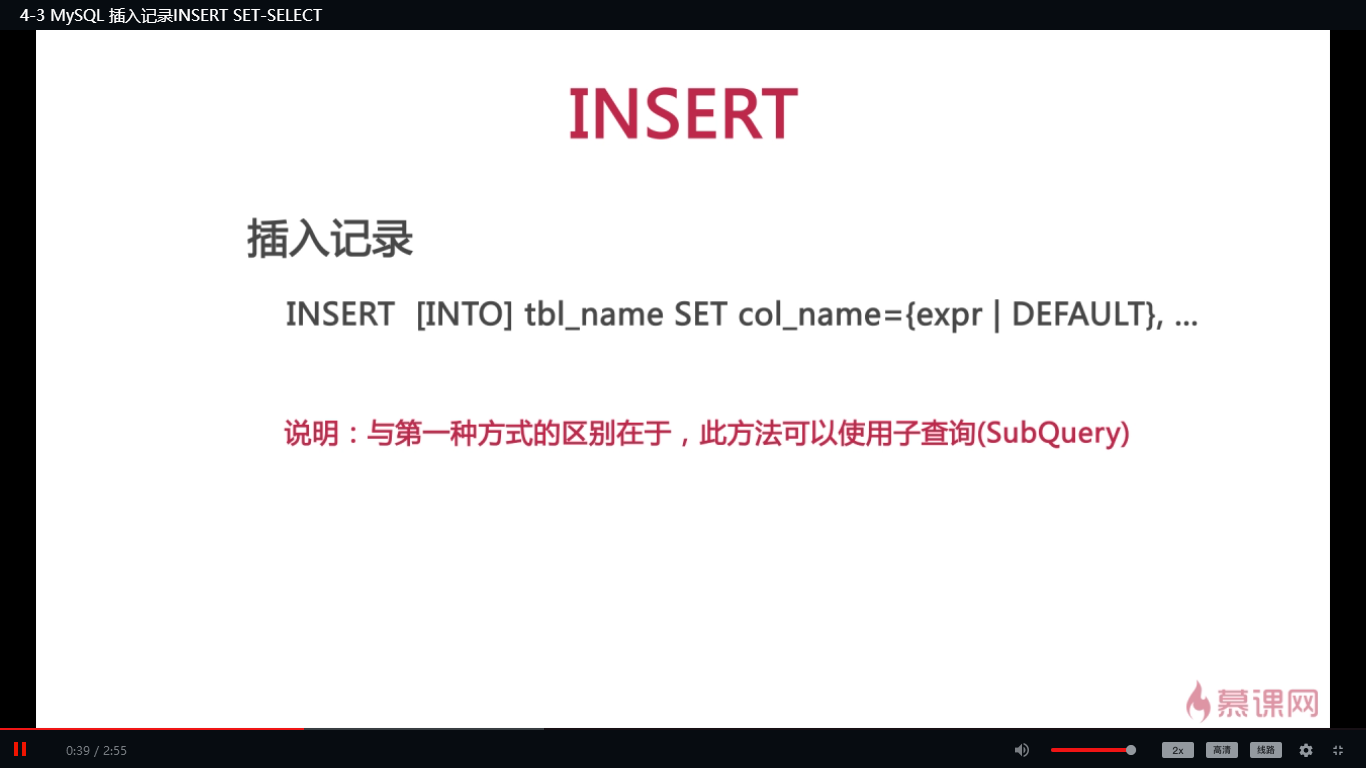 4-3 MySQL 插入记录INSERT SET-SELECT
INSERT
插入记录
INSERT [INTO] tbl_name SET col_name={expr | DEFAULT}, ...
说明：与第一种方式的区别在于，此方法可以使用子查询(SubQuery)
慕课网
0:39 / 2:55
2x
高清
线路